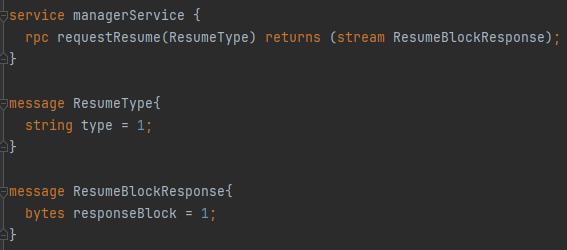 service managerService {
  rpc requestResume(ResumeType) returns (stream ResumeBlockResponse);
}
message ResumeType{
  string type = 1;
}
message ResumeBlockResponse{
  bytes responseBlock = 1;
}